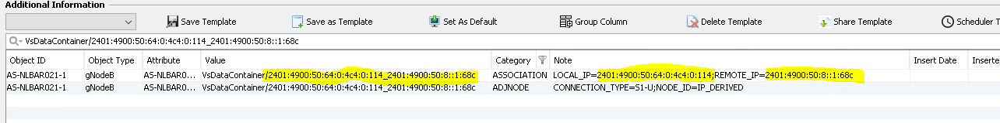 Additional Information
Save Template Save as Template Set As Default Group Column Delete Template Share Template Scheduler T
VsDataContainer/2401:4900:50:64:0:4c4:0:114_2401:4900:50:8::1:68c
Object ID Object Type Attribute Value Category Note Insert Date Inserte
AS-NLBAR021-1 gNodeB AS-NLBAR0... VsDataContainer/2401:4900:50:64:0:4c4:0:114_2401:4900:50:8::1:68c ASSOCIATION LOCAL_IP=2401:4900:50:64:0:4c4:0:114;REMOTE_IP=2401:4900:50:8::1:68c
AS-NLBAR021-1 gNodeB AS-NLBAR0... VsDataContainer/2401:4900:50:64:0:4c4:0:114_2401:4900:50:8::1:68c ADJNODE CONNECTION_TYPE=S1-U;NODE_ID=IP_DERIVED